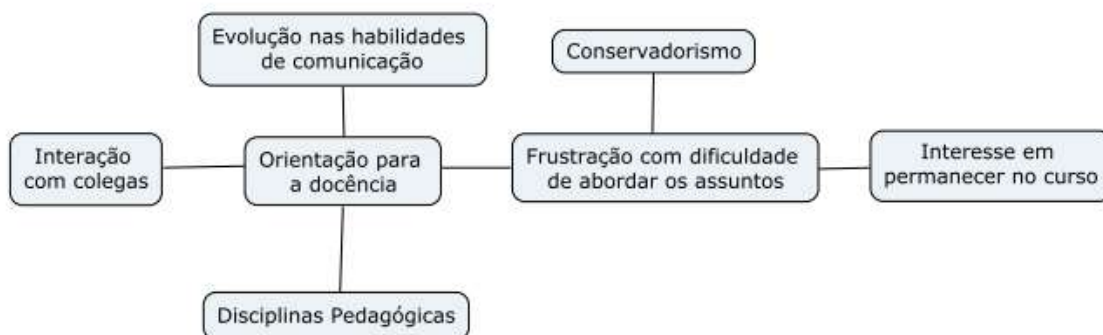 Evolução nas habilidades
de comunicação
Conservadorismo
Interação
com colegas
Orientação para
a docência
Frustração com dificuldade
de abordar os assuntos
Interesse em
permanecer no curso
Disciplinas Pedagógicas